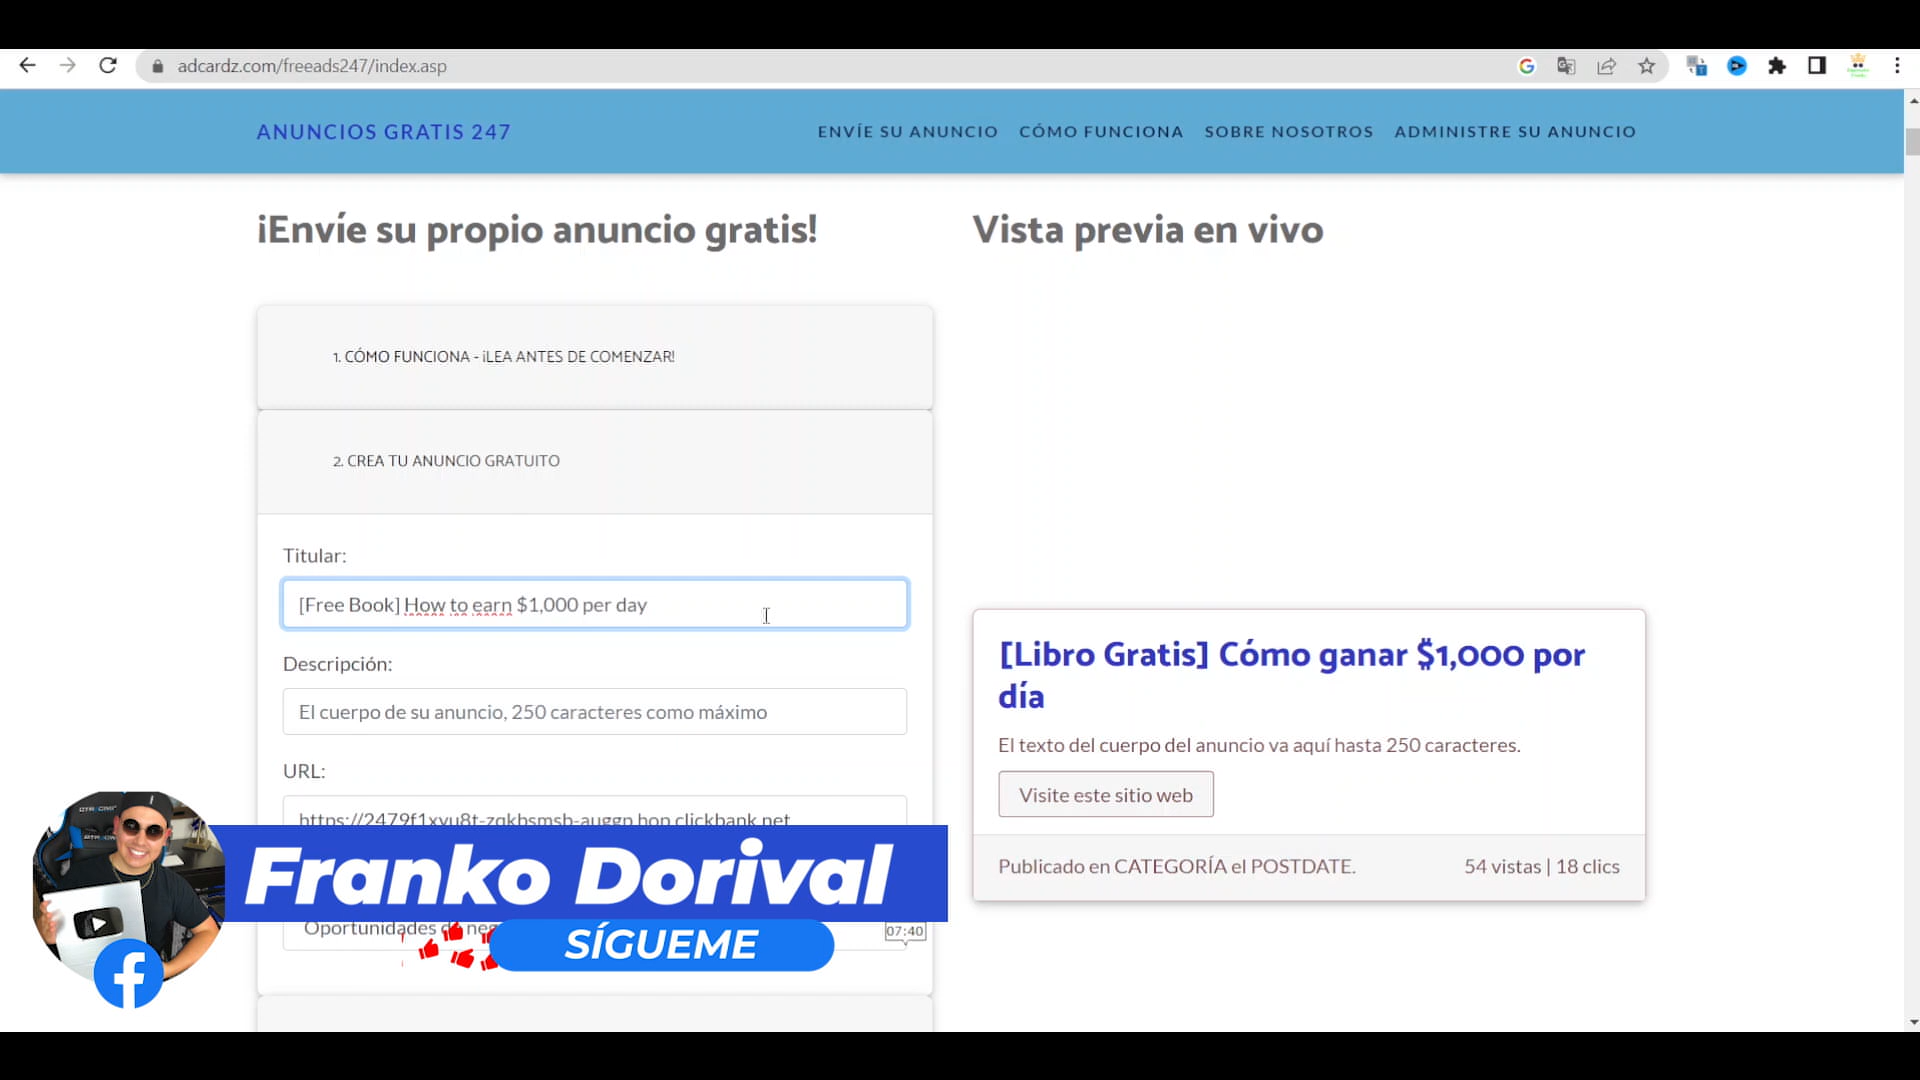 adcardz.com/freeads247/index.asp
ANUNCIOS GRATIS 247
ENVÍE SU ANUNCIO
CÓMO FUNCIONA
SOBRE NOSOTROS
ADMINISTRE SU ANUNCIO
¡Envíe su propio anuncio gratis!
1. CÓMO FUNCIONA - ¡LEA ANTES DE COMENZAR!
2. CREA TU ANUNCIO GRATUITO
Titular:
[Free Book] How to earn $1,000 per day
Descripción:
El cuerpo de su anuncio, 250 caracteres como máximo
URL:
Oportunidades
07:40
Vista previa en vivo
[Libro Gratis] Cómo ganar $1,000 por
día
El texto del cuerpo del anuncio va aquí hasta 250 caracteres.
Visite este sitio web
Publicado en CATEGORÍA el POSTDATE.
54 vistas | 18 clics
Franko Dorival
SÍGUEME